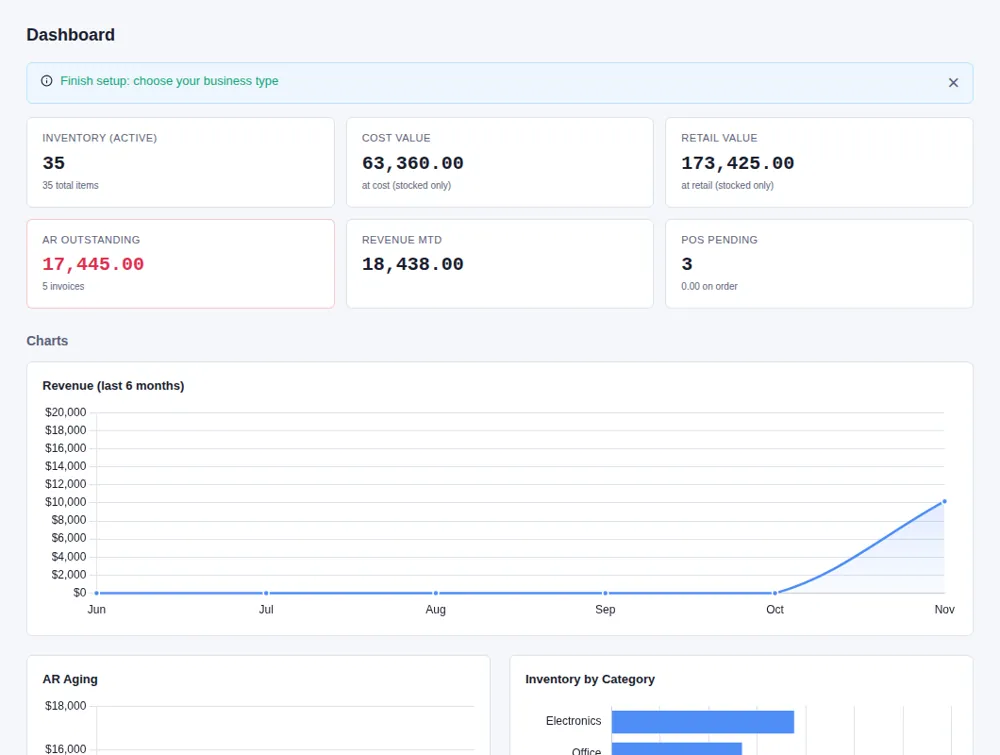 Dashboard
Finish setup: choose your business type
INVENTORY (ACTIVE)
35
35 total items
COST VALUE
63,360.00
at cost (stocked only)
RETAIL VALUE
173,425.00
at retail (stocked only)
AR OUTSTANDING
17,445.00
5 invoices
REVENUE MTD
18,438.00
POS PENDING
3
0.00 on order
Charts
Revenue (last 6 months)
$20,000
$18,000
$16,000
$14,000
$12,000
$10,000
$8,000
$6,000
$4,000
$2,000
$0
Jun Jul Aug Sep Oct Nov
AR Aging
$18,000
$16,000
Inventory by Category
Electronics
Office